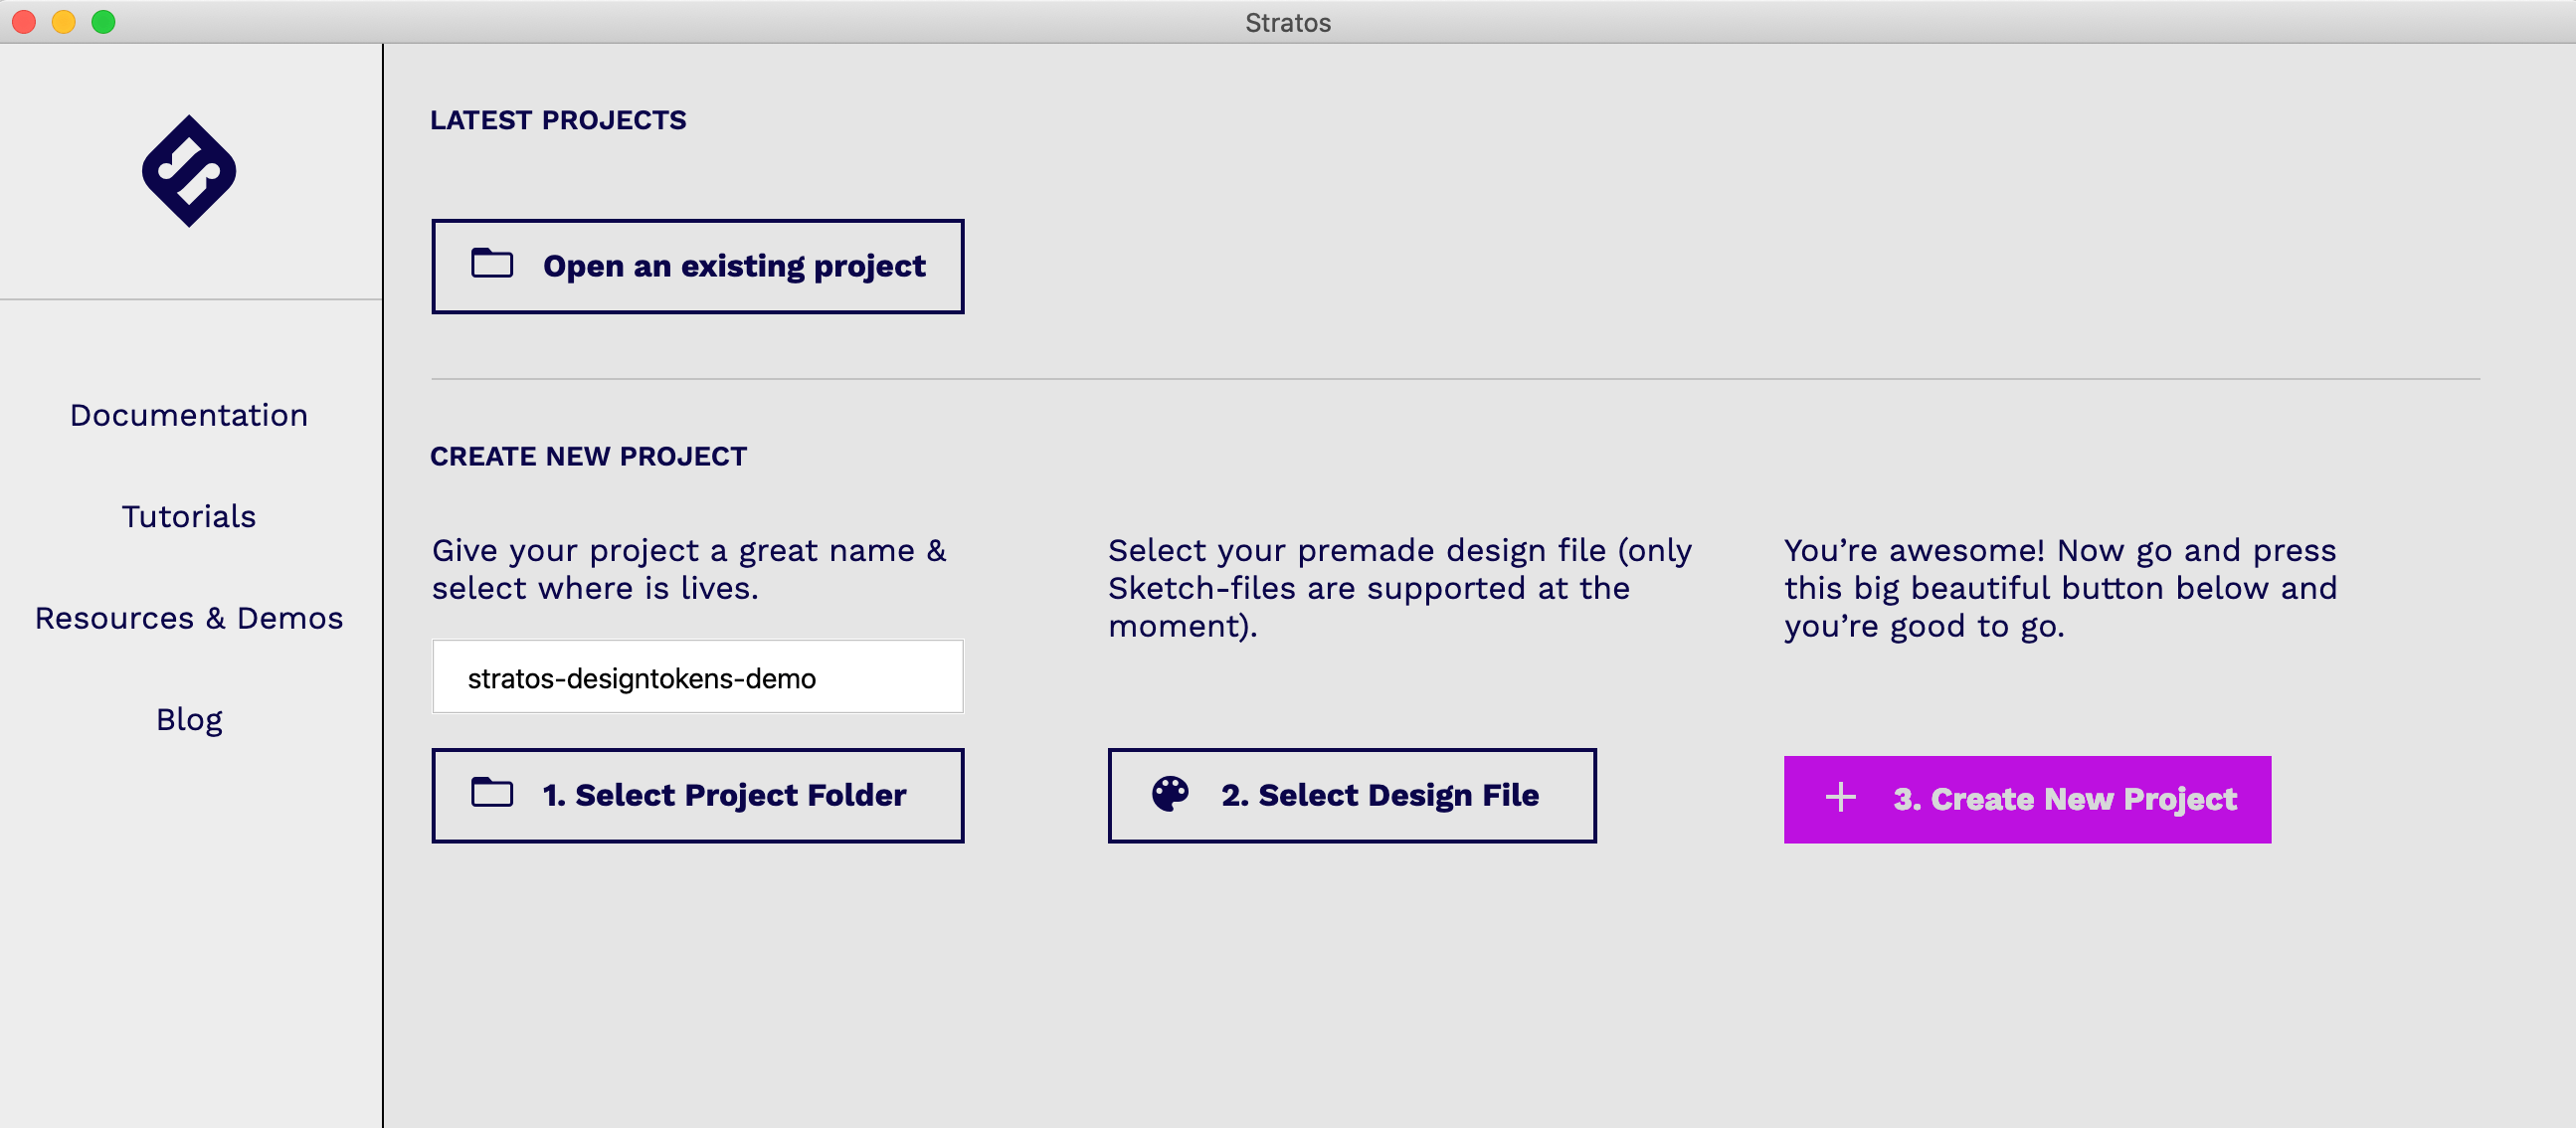 Stratos
Documentation
Tutorials
Resources & Demos
Blog
LATEST PROJECTS
Open an existing project
CREATE NEW PROJECT
Give your project a great name &
select where is lives.
stratos-designtokens-demo
1. Select Project Folder
Select your premade design file (only
Sketch-files are supported at the
moment).
2. Select Design File
You’re awesome! Now go and press
this big beautiful button below and
you’re good to go.
3. Create New Project